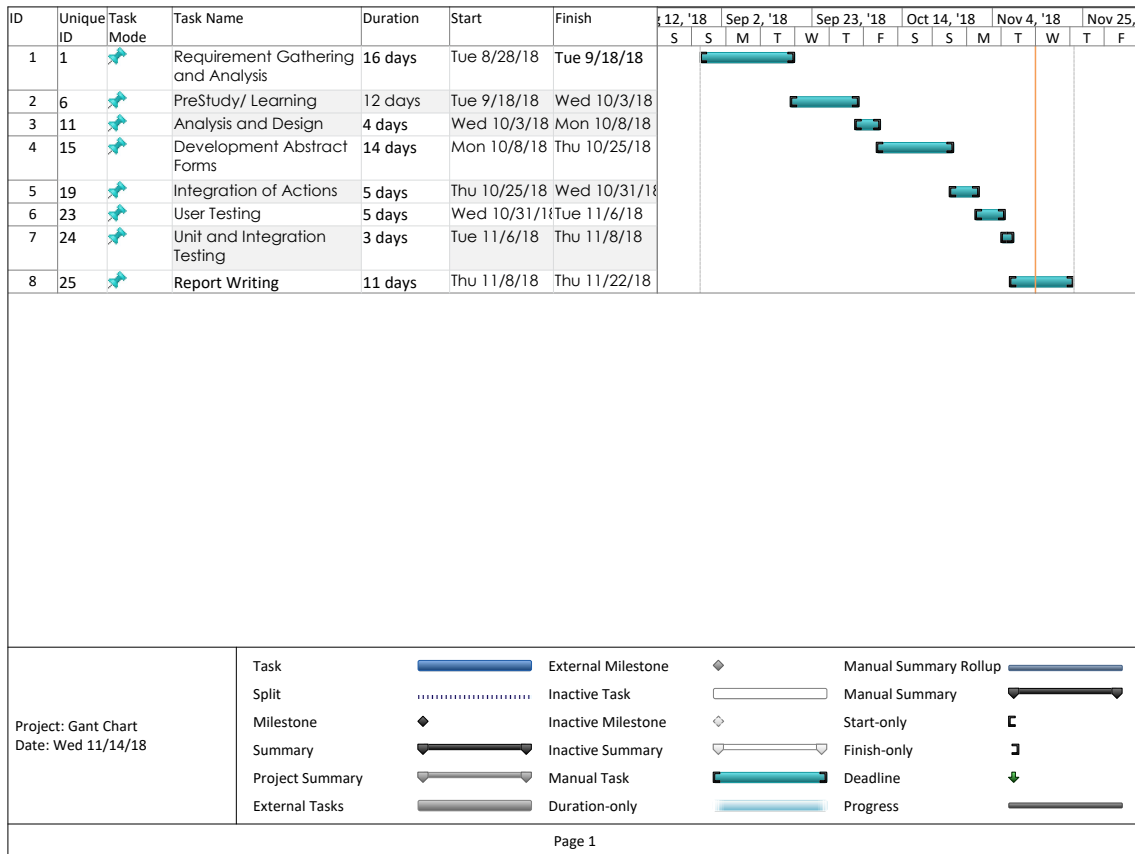 ID Unique ID Task Mode Task Name Duration Start Finish 12, '18 Sep 2, '18 Sep 23, '18 Oct 14, '18 Nov 4, '18 Nov 25,
S S M T W T F S S M T W T F
1 1 Requirement Gathering and Analysis 16 days Tue 8/28/18 Tue 9/18/18
2 6 PreStudy/ Learning 12 days Tue 9/18/18 Wed 10/3/18
3 11 Analysis and Design 4 days Wed 10/3/18 Mon 10/8/18
4 15 Development Abstract Forms 14 days Mon 10/8/18 Thu 10/25/18
5 19 Integration of Actions 5 days Thu 10/25/18 Wed 10/31/18
6 23 User Testing 5 days Wed 10/31/18 Tue 11/6/18
7 24 Unit and Integration Testing 3 days Tue 11/6/18 Thu 11/8/18
8 25 Report Writing 11 days Thu 11/8/18 Thu 11/22/18
Project: Gant Chart
Date: Wed 11/14/18
Task
Split
Milestone
Summary
Project Summary
External Tasks
External Milestone
Inactive Task
Inactive Milestone
Inactive Summary
Manual Task
Duration-only
Manual Summary Rollup
Manual Summary
Start-only
Finish-only
Deadline
Progress
Page 1